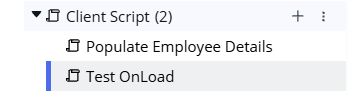 Client Script (2)
Populate Employee Details
Test OnLoad